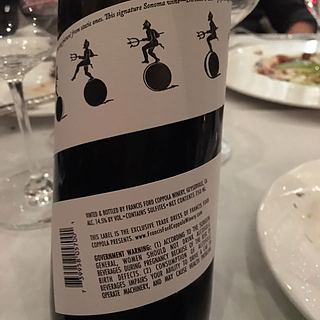 from static ones. This signature Sonoma wine—
VINTED & BOTTLED BY FRANCIS FORD COPPOLA WINERY, GEYSERVILLE, CA
ALC. 14.5% BY VOL • CONTAINS SULFITES • NET CONTENTS 750 ML
THIS LABEL IS THE EXCLUSIVE TRADE DRESS OF FRANCIS FORD
COPPOLA PRESENTS. www.FrancisFordCoppolaWinery.com
GOVERNMENT WARNING: (1) ACCORDING TO THE SURGEON
GENERAL, WOMEN SHOULD NOT DRINK ALCOHOLIC
BEVERAGES DURING PREGNANCY BECAUSE OF THE RISK OF
BIRTH DEFECTS. (2) CONSUMPTION OF ALCOHOLIC
BEVERAGES IMPAIRS YOUR ABILITY TO DRIVE A CAR OR
OPERATE MACHINERY, AND MAY CAUSE HEALTH PROBLEMS.